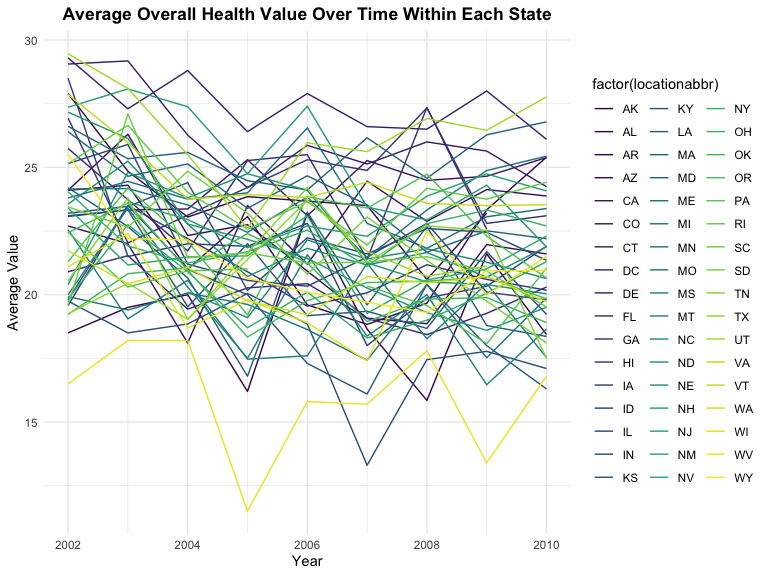 Average Overall Health Value Over Time Within Each State
30
25
20
15
Average Value
2002 2004 2006 2008 2010
Year
factor(locationabbr)
AK KY NY
AL LA OH
AR MA OK
AZ MD OR
CA ME PA
CO MI RI
CT MN SC
DC MO SD
DE MS TN
FL MT TX
GA NC UT
HI ND VA
IA NE VT
ID NH WA
IL NJ WI
IN NM WV
KS NV WY